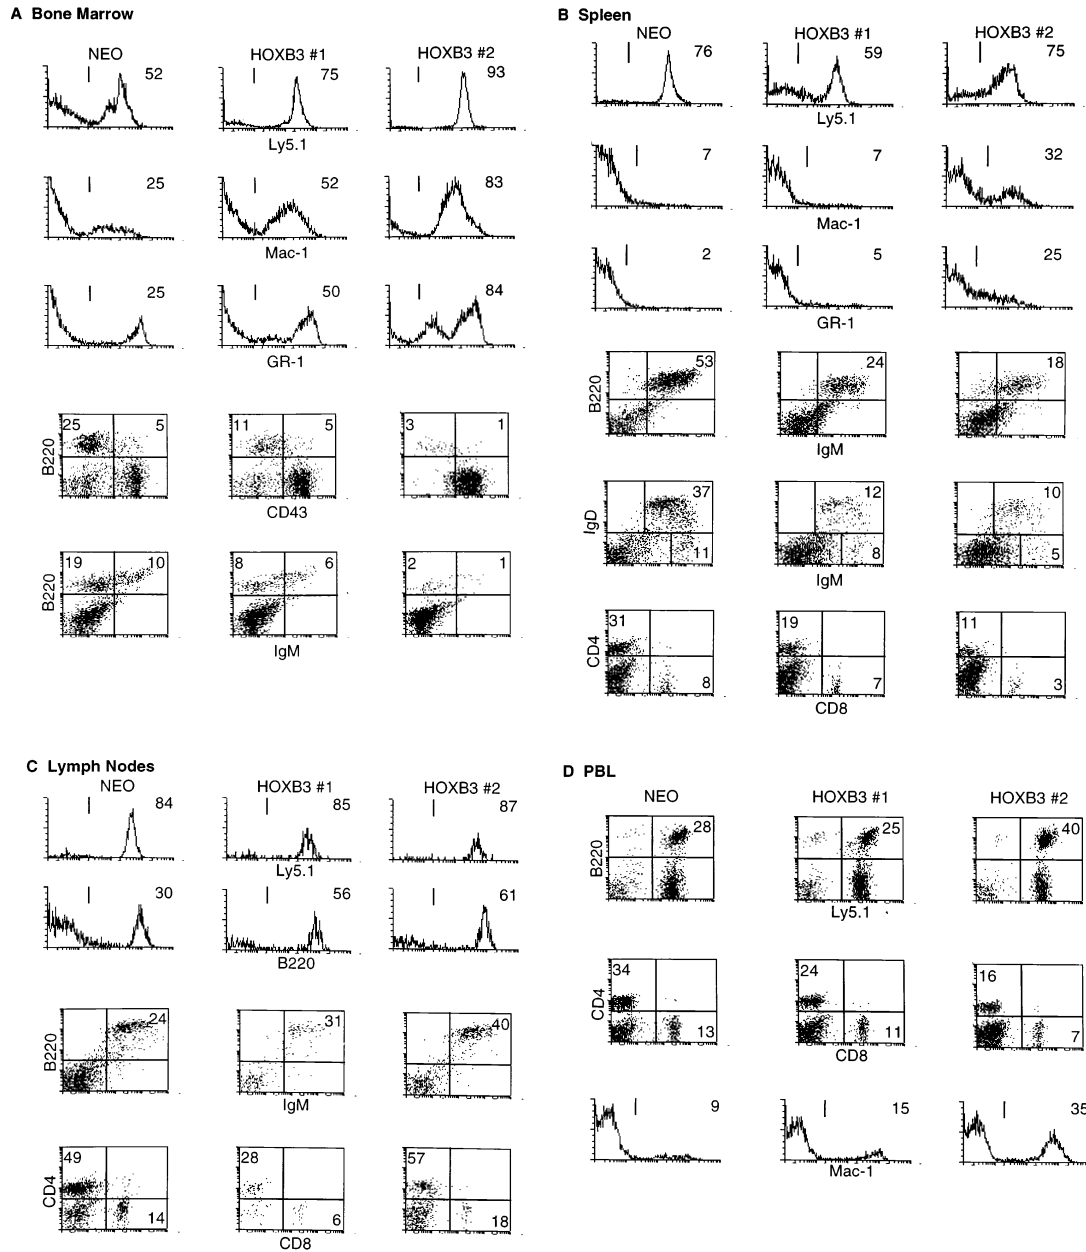 A Bone Marrow
NEO HOXB3 #1 HOXB3 #2
52 75 93
Ly5.1
25 52 83
Mac-1
25 50 84
GR-1
B220 25 5 11 5 3 1
CD43
B220 19 10 8 6 2 1
IgM
B Spleen
NEO HOXB3 #1 HOXB3 #2
76 59 75
Ly5.1
7 7 32
Mac-1
2 5 25
GR-1
B220 53 24 18
IgM
IgD 37 12 10
11 8 5
IgM
CD4 31 19 11
8 7 3
CD8
C Lymph Nodes
NEO HOXB3 #1 HOXB3 #2
84 85 87
Ly5.1
30 56 61
B220
B220 24 31 40
IgM
CD4 49 28 57
14 6 18
CD8
D PBL
NEO HOXB3 #1 HOXB3 #2
B220 28 25 40
Ly5.1
CD4 34 24 16
13 11 7
CD8
9 15 35
Mac-1